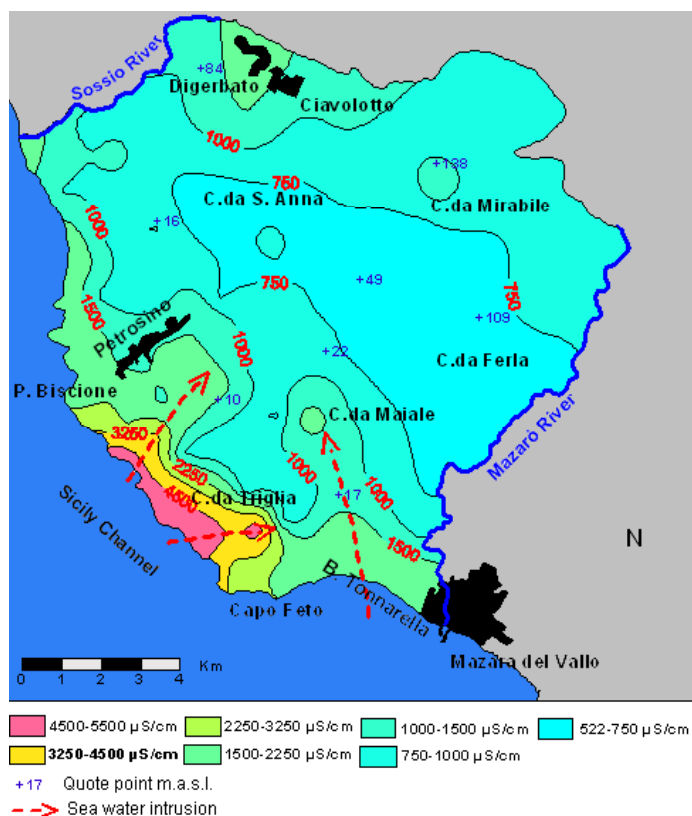 Sossio River
+84
Digerbato
Ciavolotto
1000
+138
750
C.da S. Anna
C.da Mirabile
1000
+16
750
+49
750
1500
Petrosino
+109
1000
+22
C.da Ferla
P. Biscione
+10
C.da Maiale
Mazarò River
3250
2250
1000
1000
C.da Triglia
4500
+17
Sicily Channel
1500
N
B. Tonnarella
Capo Feto
Mazara del Vallo
Km
0 1 2 3 4
4500-5500 µS/cm
2250-3250 µS/cm
1000-1500 µS/cm
522-750 µS/cm
3250-4500 µS/cm
1500-2250 µS/cm
750-1000 µS/cm
+17 Quote point m.a.s.l.
Sea water intrusion